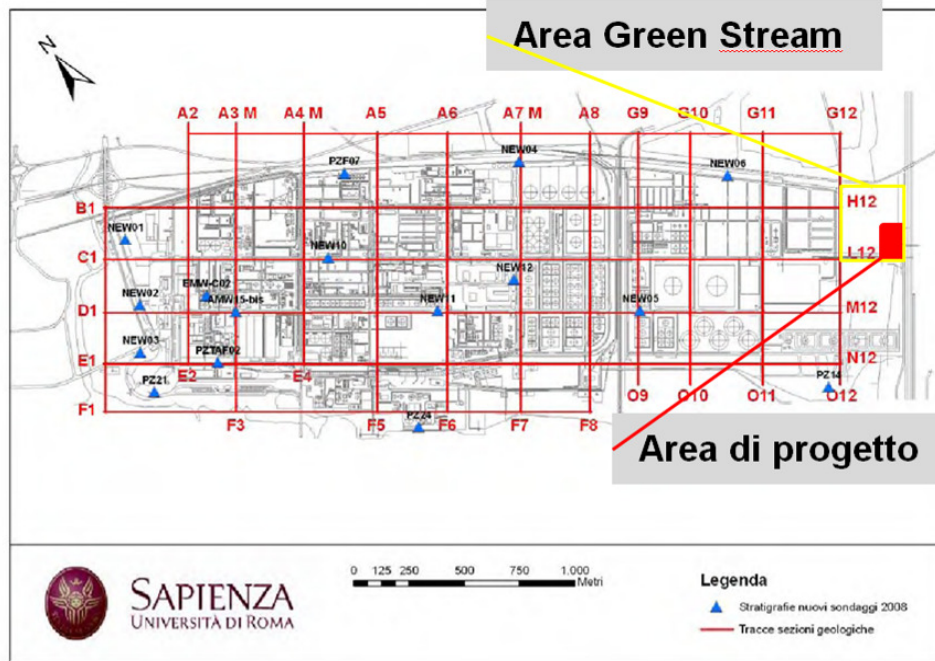 Area Green Stream
N
A2 A3 M A4 M A5 A6 A7 M A8 G9 G10 G11 G12
NEW04
PZF07
NEW06
B1
H12
NEW01
NEW10
C1
L12
NEW12
EMW-C02
AMW15-bis
NEW02
NEW11
NEW05
D1
M12
NEW03
PZTAF02
E1
N12
E2 E4
PZ21
PZ14
O9 O10 O11 O12
F1
PZ24
F3 F5 F6 F7 F8
Area di progetto
SAPIENZA
UNIVERSITÀ DI ROMA
0 125 250 500 750 1.000
Metri
Legenda
Stratigrafie nuovi sondaggi 2008
Tracce sezioni geologiche